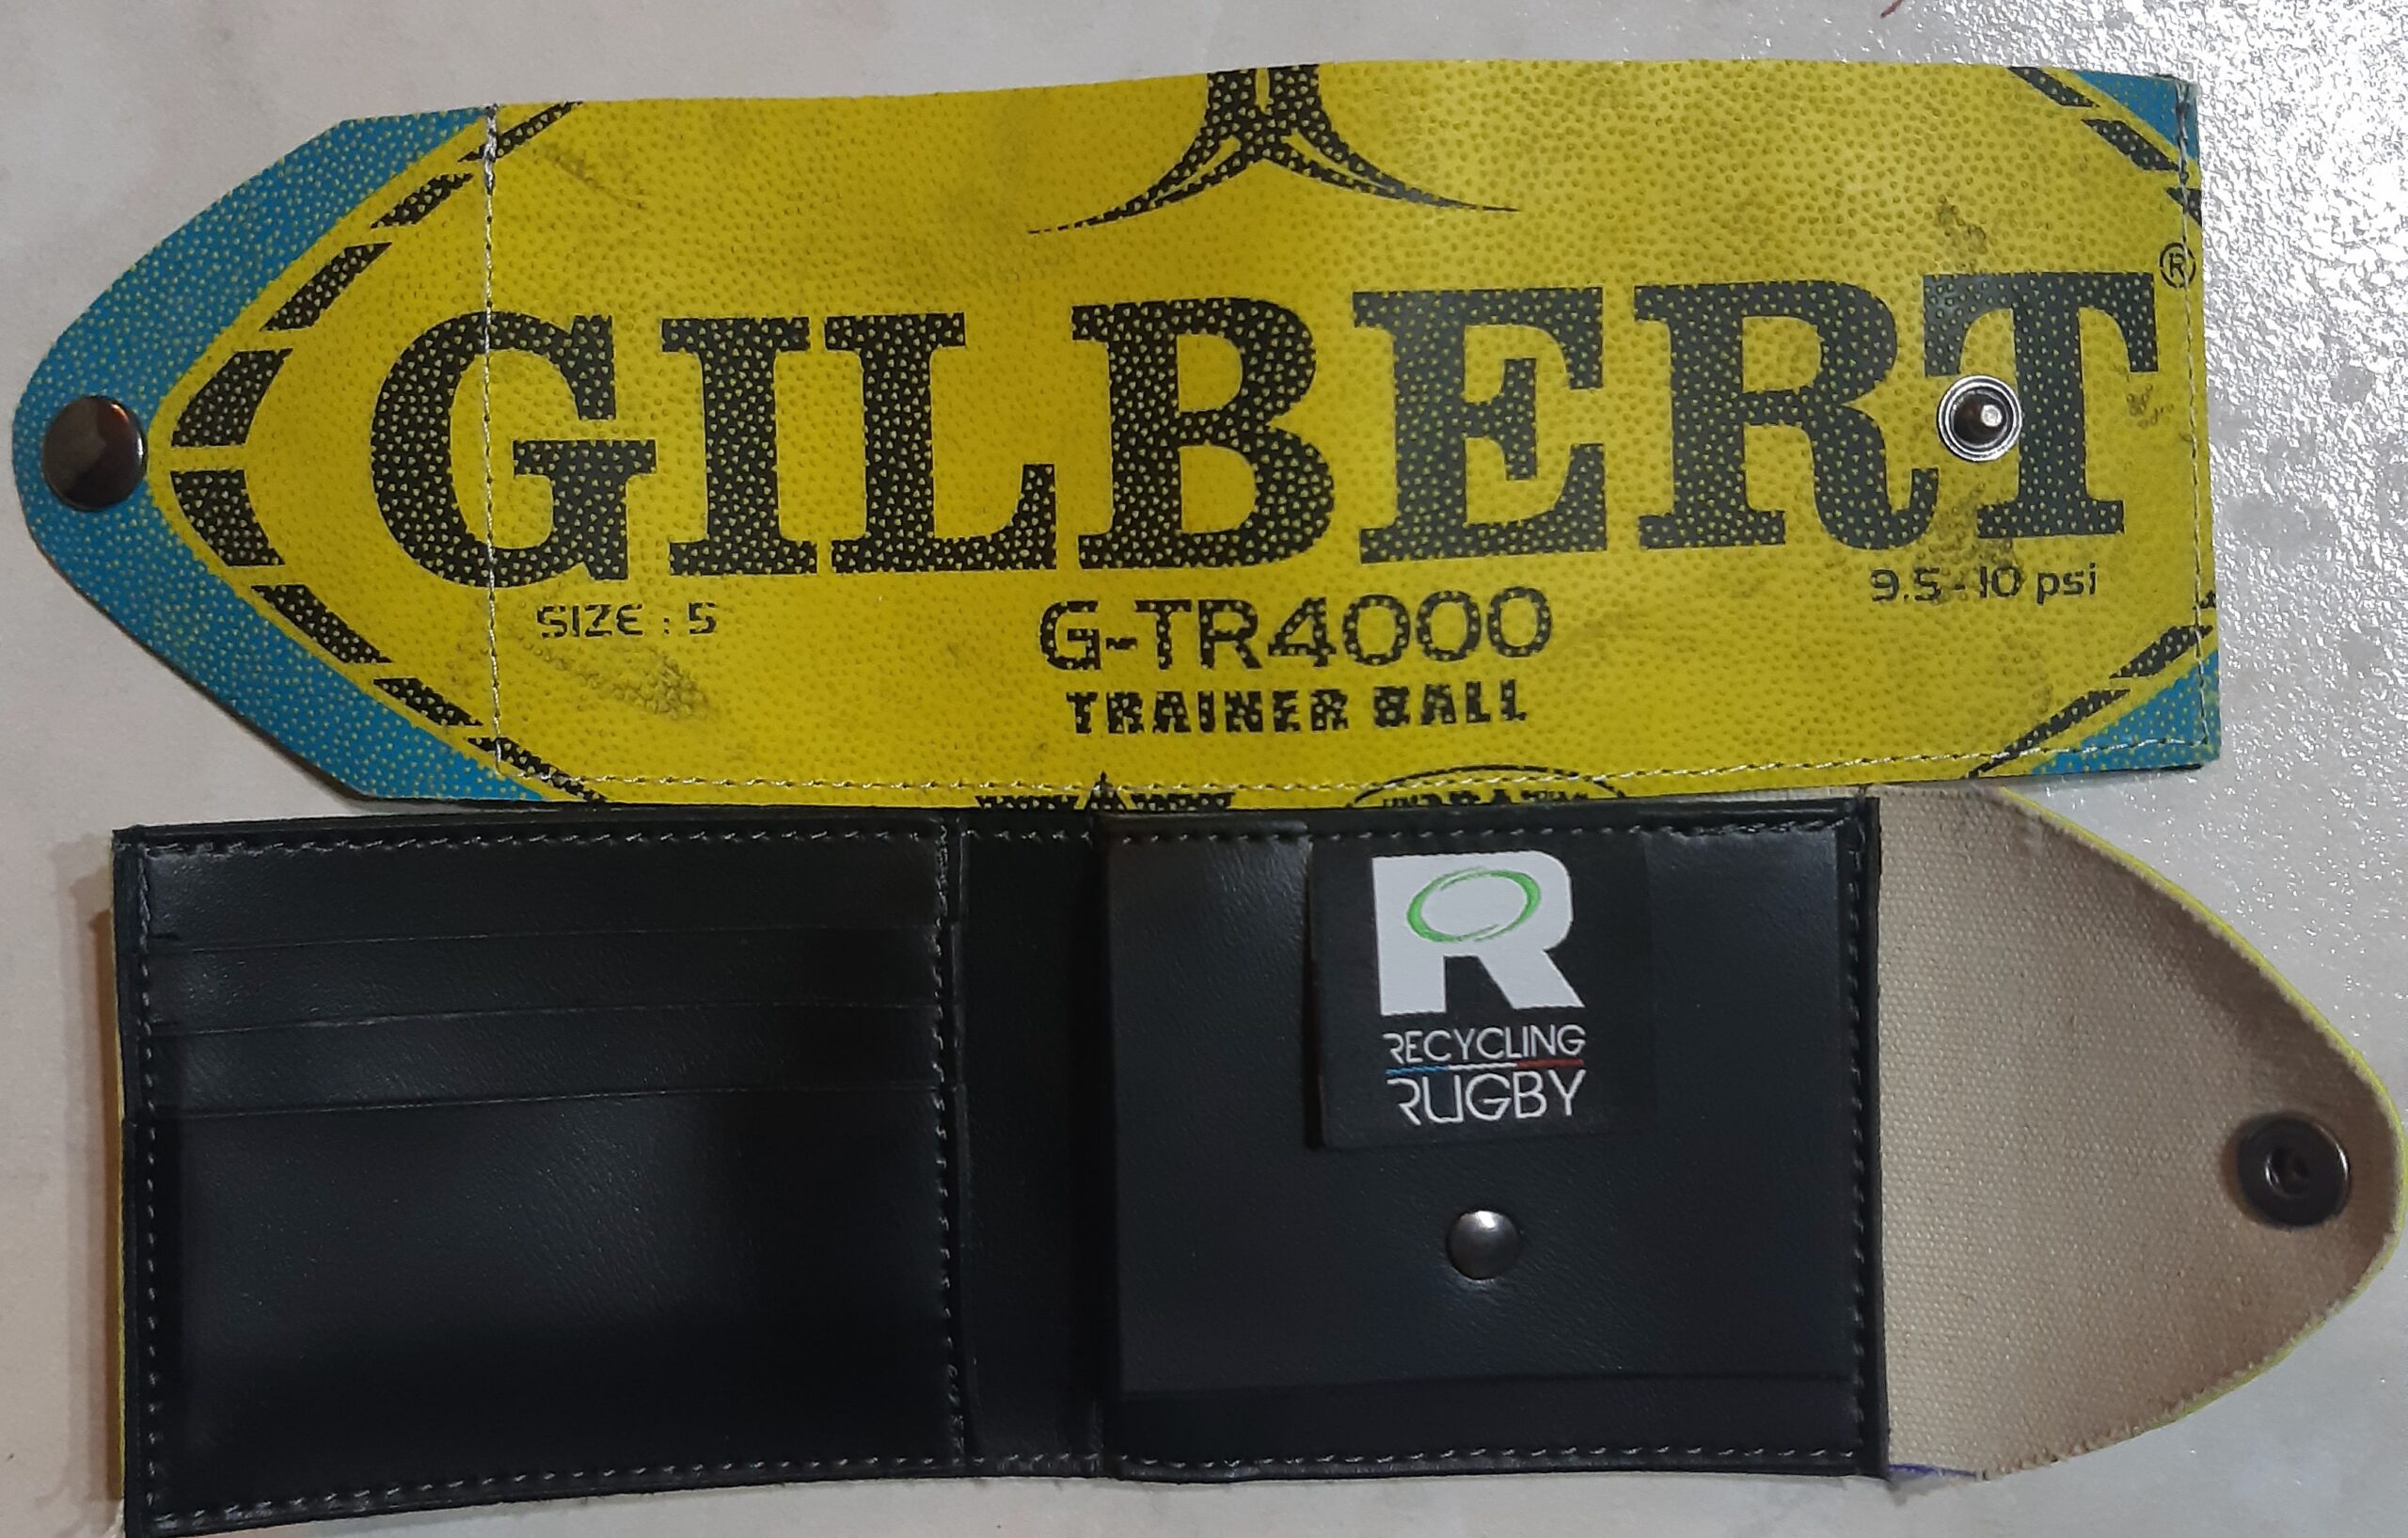 GILBERT®
SIZE : 5
G-TR4000
9.5 - 10 psi
TRAINER BALL
R
RECYCLING
RUGBY